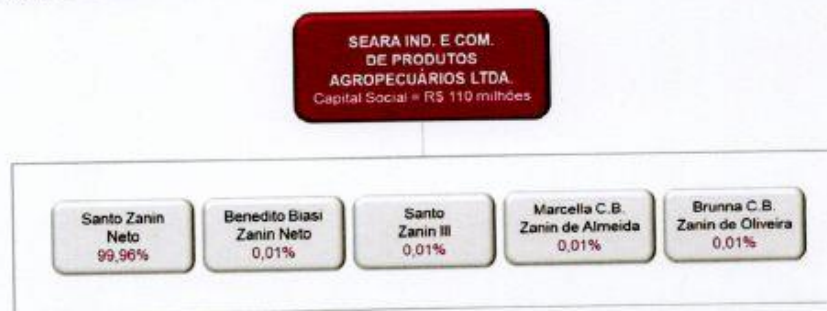 SEARA IND. E COM.
DE PRODUTOS
AGROPECUÁRIOS LTDA.
Capital Social = R$ 110 milhões
Santo Zanin
Neto
99,96%
Benedito Biasi
Zanin Neto
0,01%
Santo
Zanin III
0,01%
Marcella C.B.
Zanin de Almeida
0,01%
Brunna C.B.
Zanin de Oliveira
0,01%